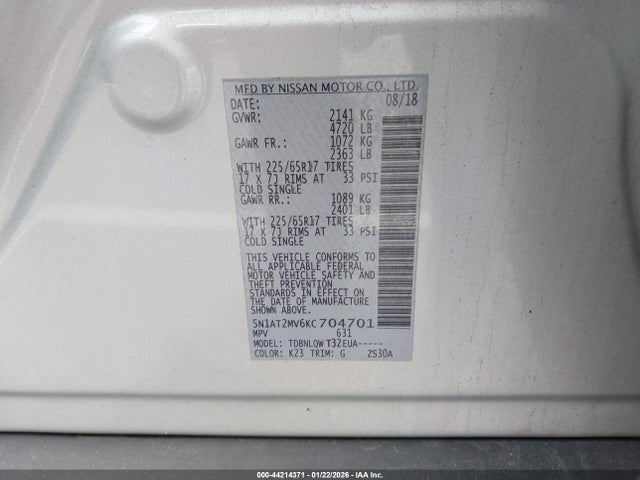 MFD BY NISSAN MOTOR CO., LTD.
DATE: 08/18
GVWR: 2141 KG
4720 LB
GAWR FR.: 1072 KG
2363 LB
WITH 225/65R17 TIRES
17 X 7J RIMS AT 33 PSI
COLD SINGLE
GAWR RR.: 1089 KG
2401 LB
WITH 225/65R17 TIRES
17 X 7J RIMS AT 33 PSI
COLD SINGLE
THIS VEHICLE CONFORMS TO
ALL APPLICABLE FEDERAL
MOTOR VEHICLE SAFETY AND
THEFT PREVENTION
STANDARDS IN EFFECT ON
THE DATE OF MANUFACTURE
SHOWN ABOVE.
5N1AT2MV6KC704701
MPV 631
MODEL: TDBNLQW T32EUA-----
COLOR: K23 TRIM: G ZS30A
000-44214371 - 01/22/2026 - IAA Inc.